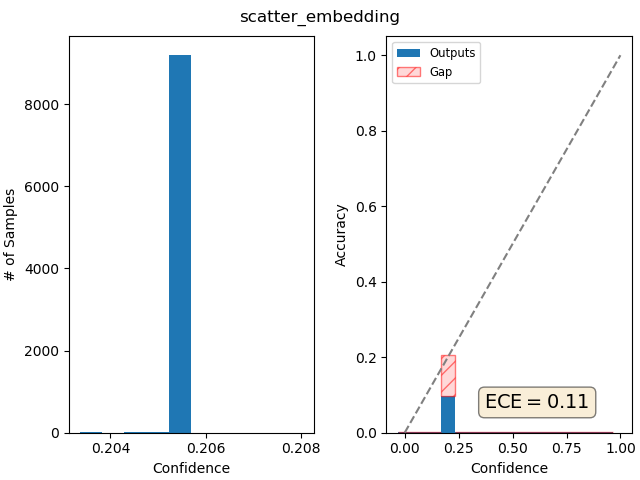 scatter_embedding
8000
6000
4000
2000
0
# of Samples
0.204 0.206 0.208
Confidence
Outputs
Gap
1.0
0.8
0.6
0.4
0.2
0.0
Accuracy
ECE = 0.11
0.00 0.25 0.50 0.75 1.00
Confidence